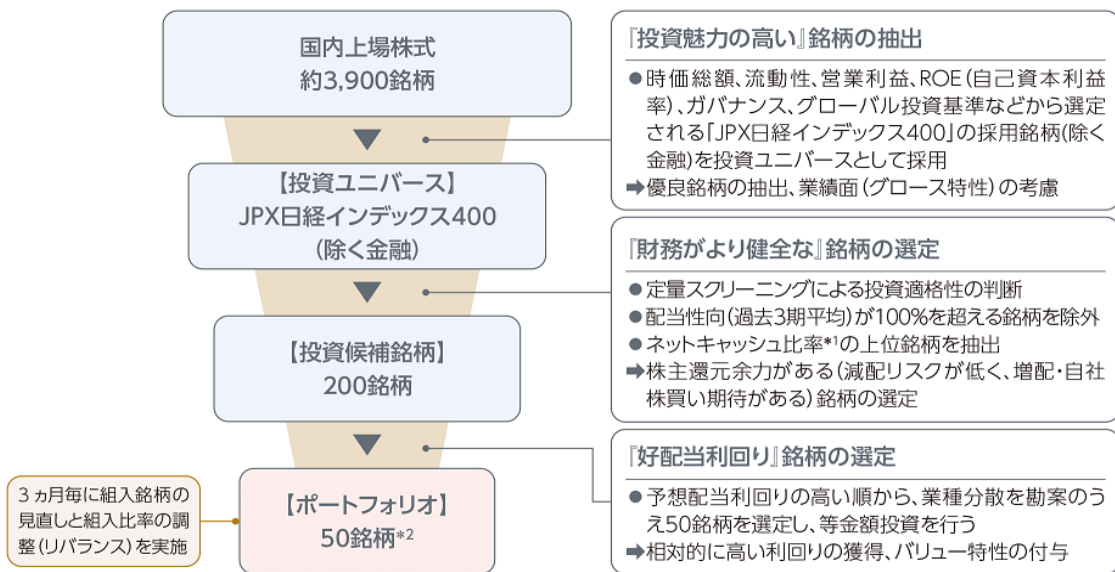 国内上場株式
約3,900銘柄
『投資魅力の高い』銘柄の抽出
●時価総額、流動性、営業利益、ROE(自己資本利益
率)、ガバナンス、グローバル投資基準などから選定
される「JPX日経インデックス400」の採用銘柄(除く
金融)を投資ユニバースとして採用
➡優良銘柄の抽出、業績面(グロース特性)の考慮
【投資ユニバース】
JPX日経インデックス400
(除く金融)
『財務がより健全な』銘柄の選定
●定量スクリーニングによる投資適格性の判断
●配当性向(過去3期平均)が100%を超える銘柄を除外
●ネットキャッシュ比率*1の上位銘柄を抽出
➡株主還元余力がある(減配リスクが低く、増配・自社
株買い期待がある)銘柄の選定
【投資候補銘柄】
200銘柄
『好配当利回り』銘柄の選定
●予想配当利回りの高い順から、業種分散を勘案のう
え50銘柄を選定し、等金額投資を行う
➡相対的に高い利回りの獲得、バリュー特性の付与
【ポートフォリオ】
50銘柄*2
3ヵ月毎に組入銘柄の
見直しと組入比率の調
整(リバランス)を実施